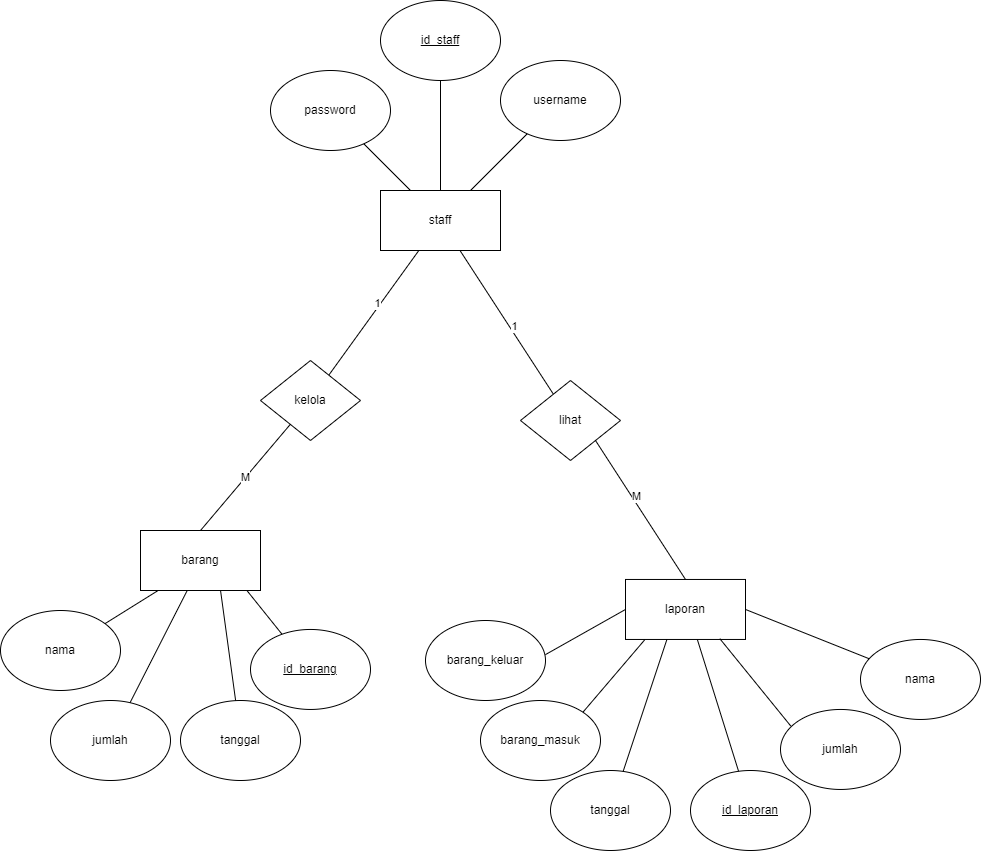 id_staff
username
password
staff
1
1
kelola
lihat
M
M
barang
laporan
nama
id_barang
jumlah
tanggal
barang_keluar
nama
barang_masuk
jumlah
tanggal
id_laporan